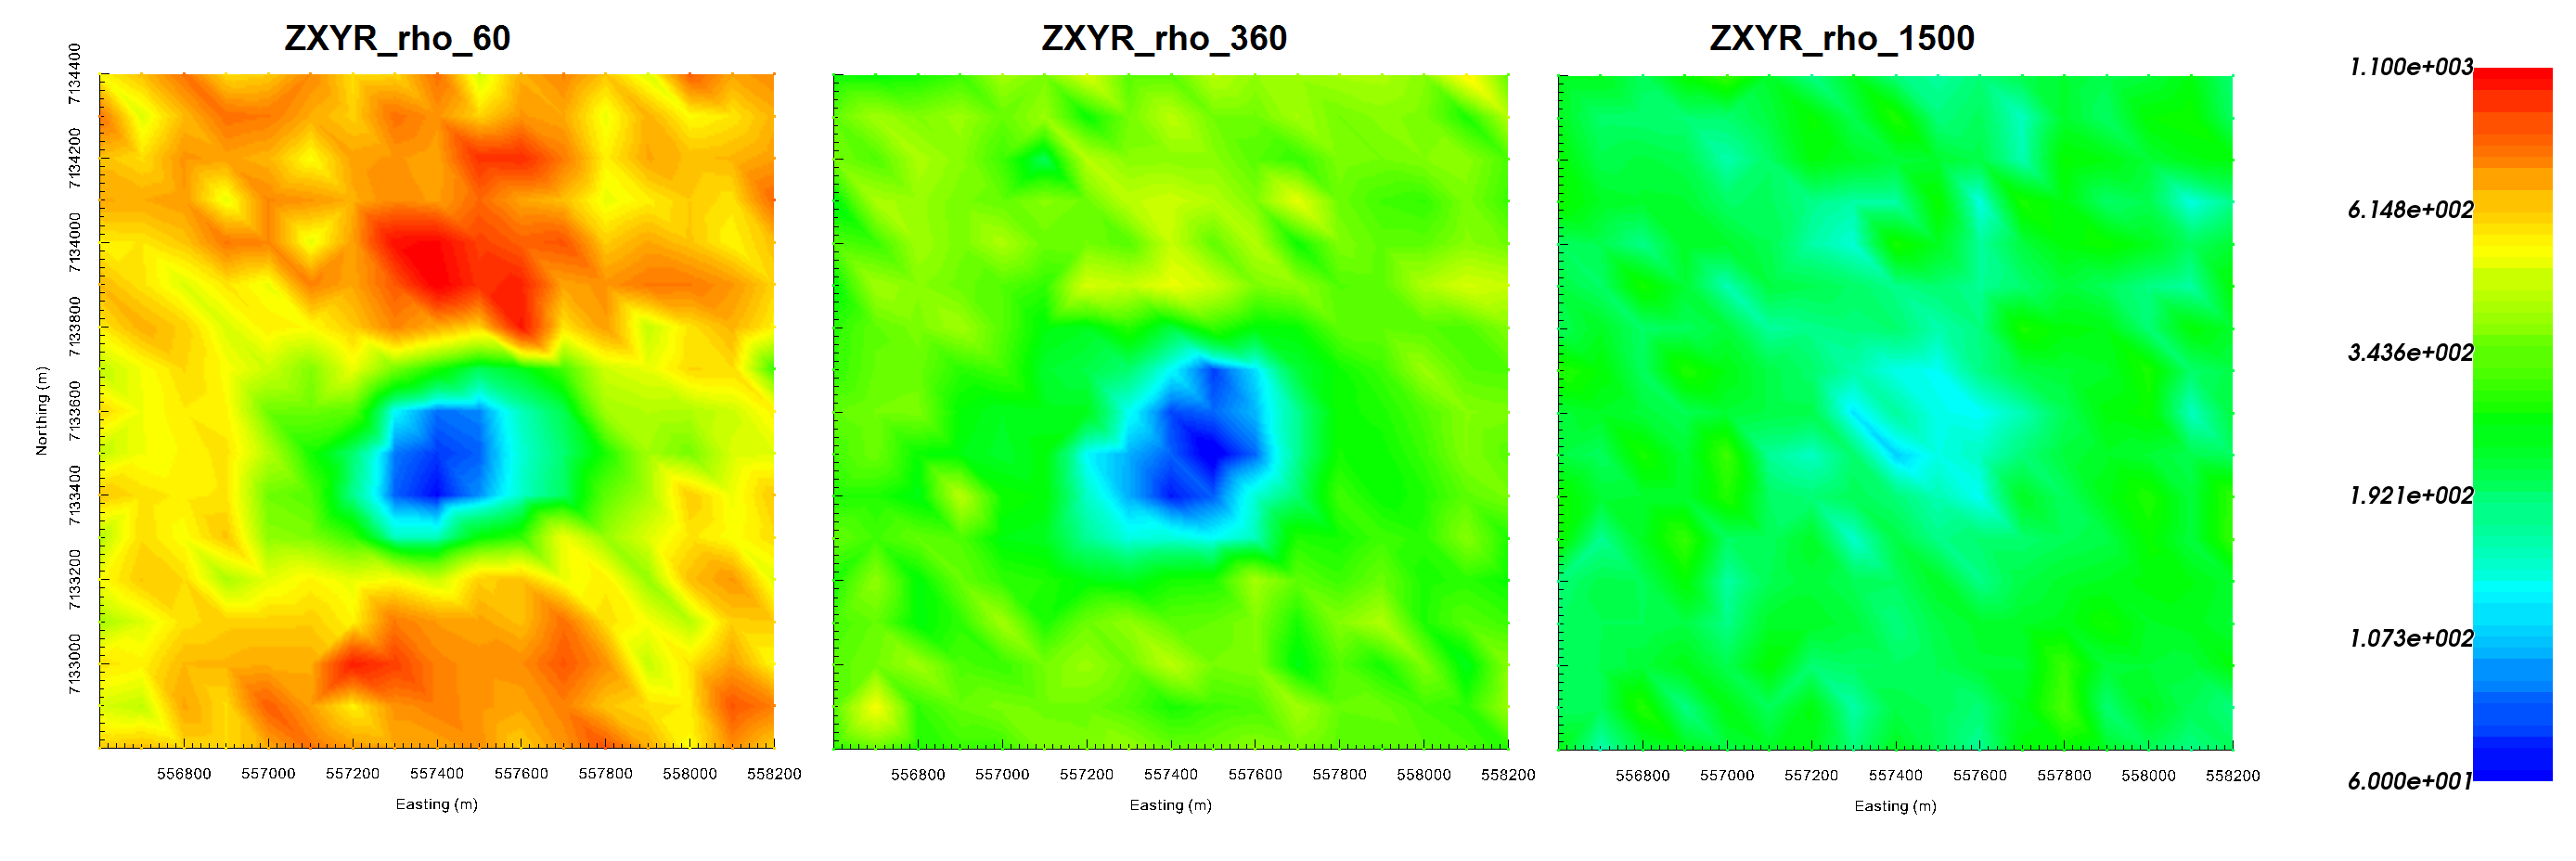 ZXYR_rho_60
ZXYR_rho_360
ZXYR_rho_1500
7134400
7134200
7134000
7133800
7133600
7133400
7133200
7133000
Northing (m)
556800 557000 557200 557400 557600 557800 558000 558200
Easting (m)
556800 557000 557200 557400 557600 557800 558000 558200
Easting (m)
556800 557000 557200 557400 557600 557800 558000 558200
Easting (m)
1.100e+003
6.148e+002
3.436e+002
1.921e+002
1.073e+002
6.000e+001